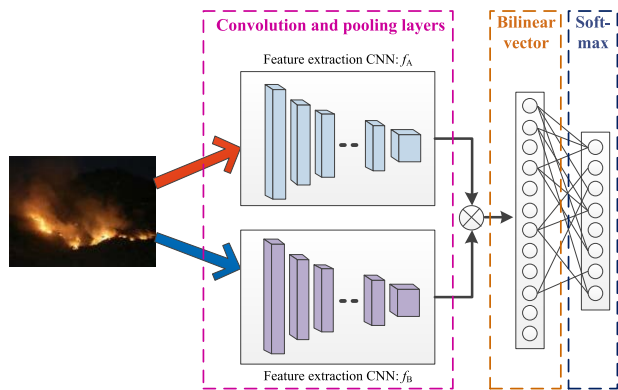 Convolution and pooling layers
Bilinear
vector
Soft-
max
Feature extraction CNN: fA
Feature extraction CNN: fB